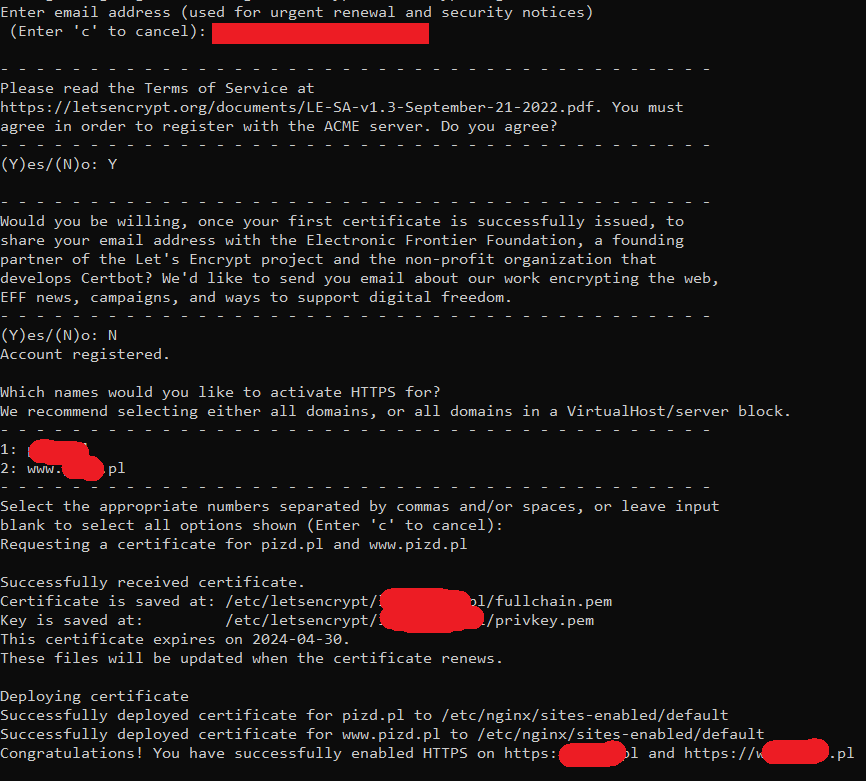 Enter email address (used for urgent renewal and security notices)
(Enter 'c' to cancel):
- - - - - - - - - - - - - - - - - - - - - - - - - - - - - - - - - - - - - - - -
Please read the Terms of Service at
https://letsencrypt.org/documents/LE-SA-v1.3-September-21-2022.pdf. You must
agree in order to register with the ACME server. Do you agree?
- - - - - - - - - - - - - - - - - - - - - - - - - - - - - - - - - - - - - - - -
(Y)es/(N)o: Y
- - - - - - - - - - - - - - - - - - - - - - - - - - - - - - - - - - - - - - - -
Would you be willing, once your first certificate is successfully issued, to
share your email address with the Electronic Frontier Foundation, a founding
partner of the Let's Encrypt project and the non-profit organization that
develops Certbot? We'd like to send you email about our work encrypting the web,
EFF news, campaigns, and ways to support digital freedom.
- - - - - - - - - - - - - - - - - - - - - - - - - - - - - - - - - - - - - - - -
(Y)es/(N)o: N
Account registered.
Which names would you like to activate HTTPS for?
We recommend selecting either all domains, or all domains in a VirtualHost/server block.
- - - - - - - - - - - - - - - - - - - - - - - - - - - - - - - - - - - - - - - -
1:
2: www. .pl
- - - - - - - - - - - - - - - - - - - - - - - - - - - - - - - - - - - - - - - -
Select the appropriate numbers separated by commas and/or spaces, or leave input
blank to select all options shown (Enter 'c' to cancel):
Requesting a certificate for pizd.pl and www.pizd.pl
Successfully received certificate.
Certificate is saved at: /etc/letsencrypt/ pl/fullchain.pem
Key is saved at: /etc/letsencrypt/ /privkey.pem
This certificate expires on 2024-04-30.
These files will be updated when the certificate renews.
Deploying certificate
Successfully deployed certificate for pizd.pl to /etc/nginx/sites-enabled/default
Successfully deployed certificate for www.pizd.pl to /etc/nginx/sites-enabled/default
Congratulations! You have successfully enabled HTTPS on https: pl and https://w .pl